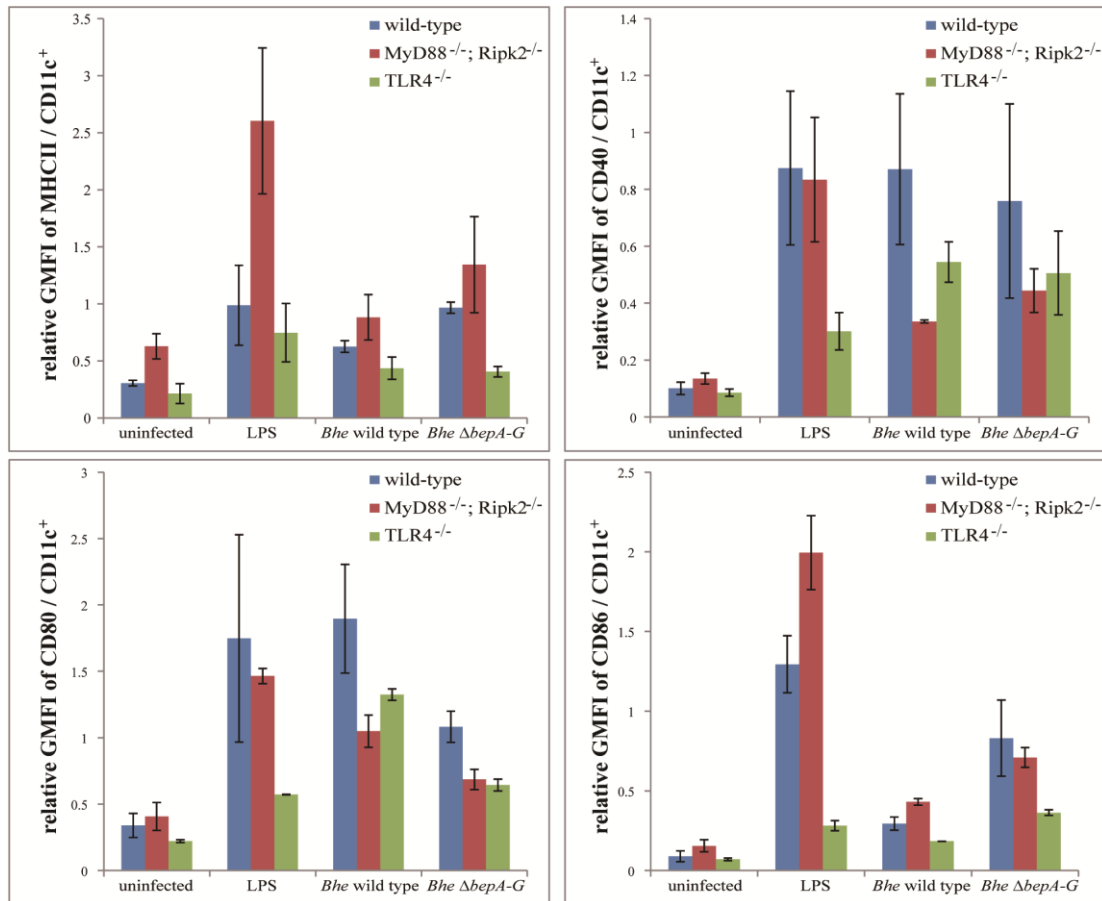 relative GMFI of MHCII / CD11c⁺
3.5
3
2.5
2
1.5
1
0.5
0
wild-type
MyD88⁻/⁻; Ripk2⁻/⁻
TLR4⁻/⁻
uninfected LPS Bhe wild type Bhe ΔbepA-G
relative GMFI of CD40 / CD11c⁺
1.4
1.2
1
0.8
0.6
0.4
0.2
0
wild-type
MyD88⁻/⁻; Ripk2⁻/⁻
TLR4⁻/⁻
uninfected LPS Bhe wild type Bhe ΔbepA-G
relative GMFI of CD80 / CD11c⁺
3
2.5
2
1.5
1
0.5
0
wild-type
MyD88⁻/⁻; Ripk2⁻/⁻
TLR4⁻/⁻
uninfected LPS Bhe wild type Bhe ΔbepA-G
relative GMFI of CD86 / CD11c⁺
2.5
2
1.5
1
0.5
0
wild-type
MyD88⁻/⁻; Ripk2⁻/⁻
TLR4⁻/⁻
uninfected LPS Bhe wild type Bhe ΔbepA-G